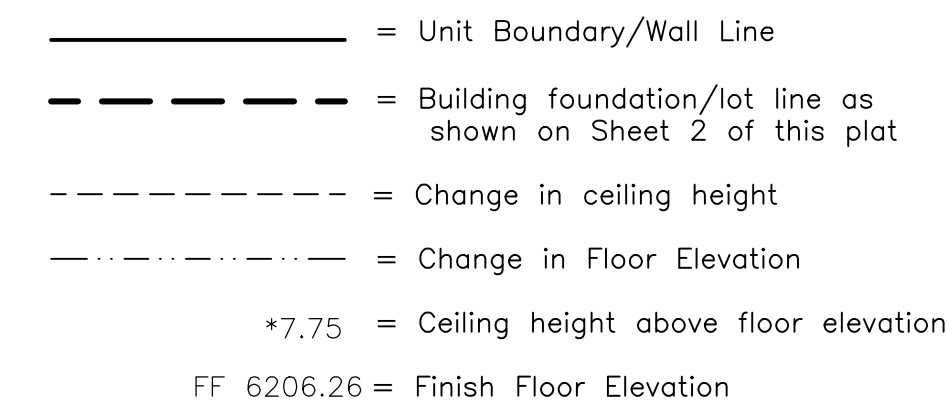 = Unit Boundary/Wall Line
= Building foundation/lot line as
shown on Sheet 2 of this plat
= Change in ceiling height
= Change in Floor Elevation
*7.75 = Ceiling height above floor elevation
FF 6206.26 = Finish Floor Elevation